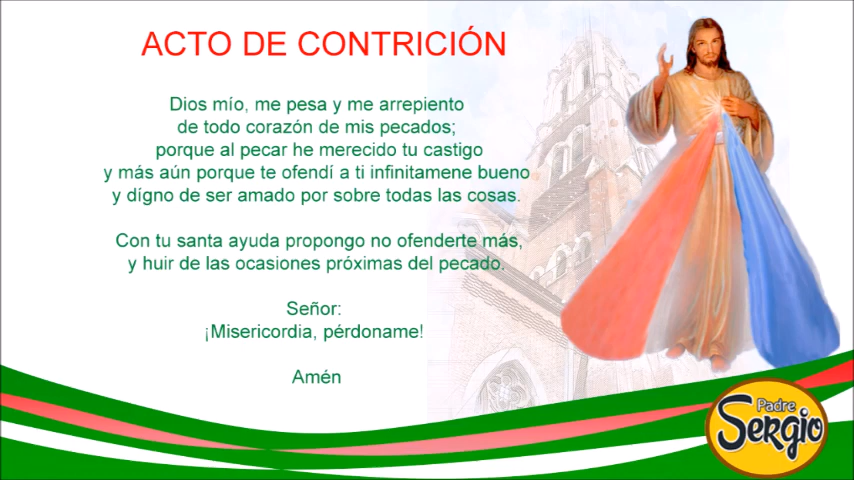 ACTO DE CONTRICIÓN
Dios mío, me pesa y me arrepiento
de todo corazón de mis pecados;
porque al pecar he merecido tu castigo
y más aún porque te ofendí a ti infinitamene bueno
y dígno de ser amado por sobre todas las cosas.
Con tu santa ayuda propongo no ofenderte más,
y huir de las ocasiones próximas del pecado.
Señor:
¡Misericordia, pérdoname!
Amén
Padre
Sergio